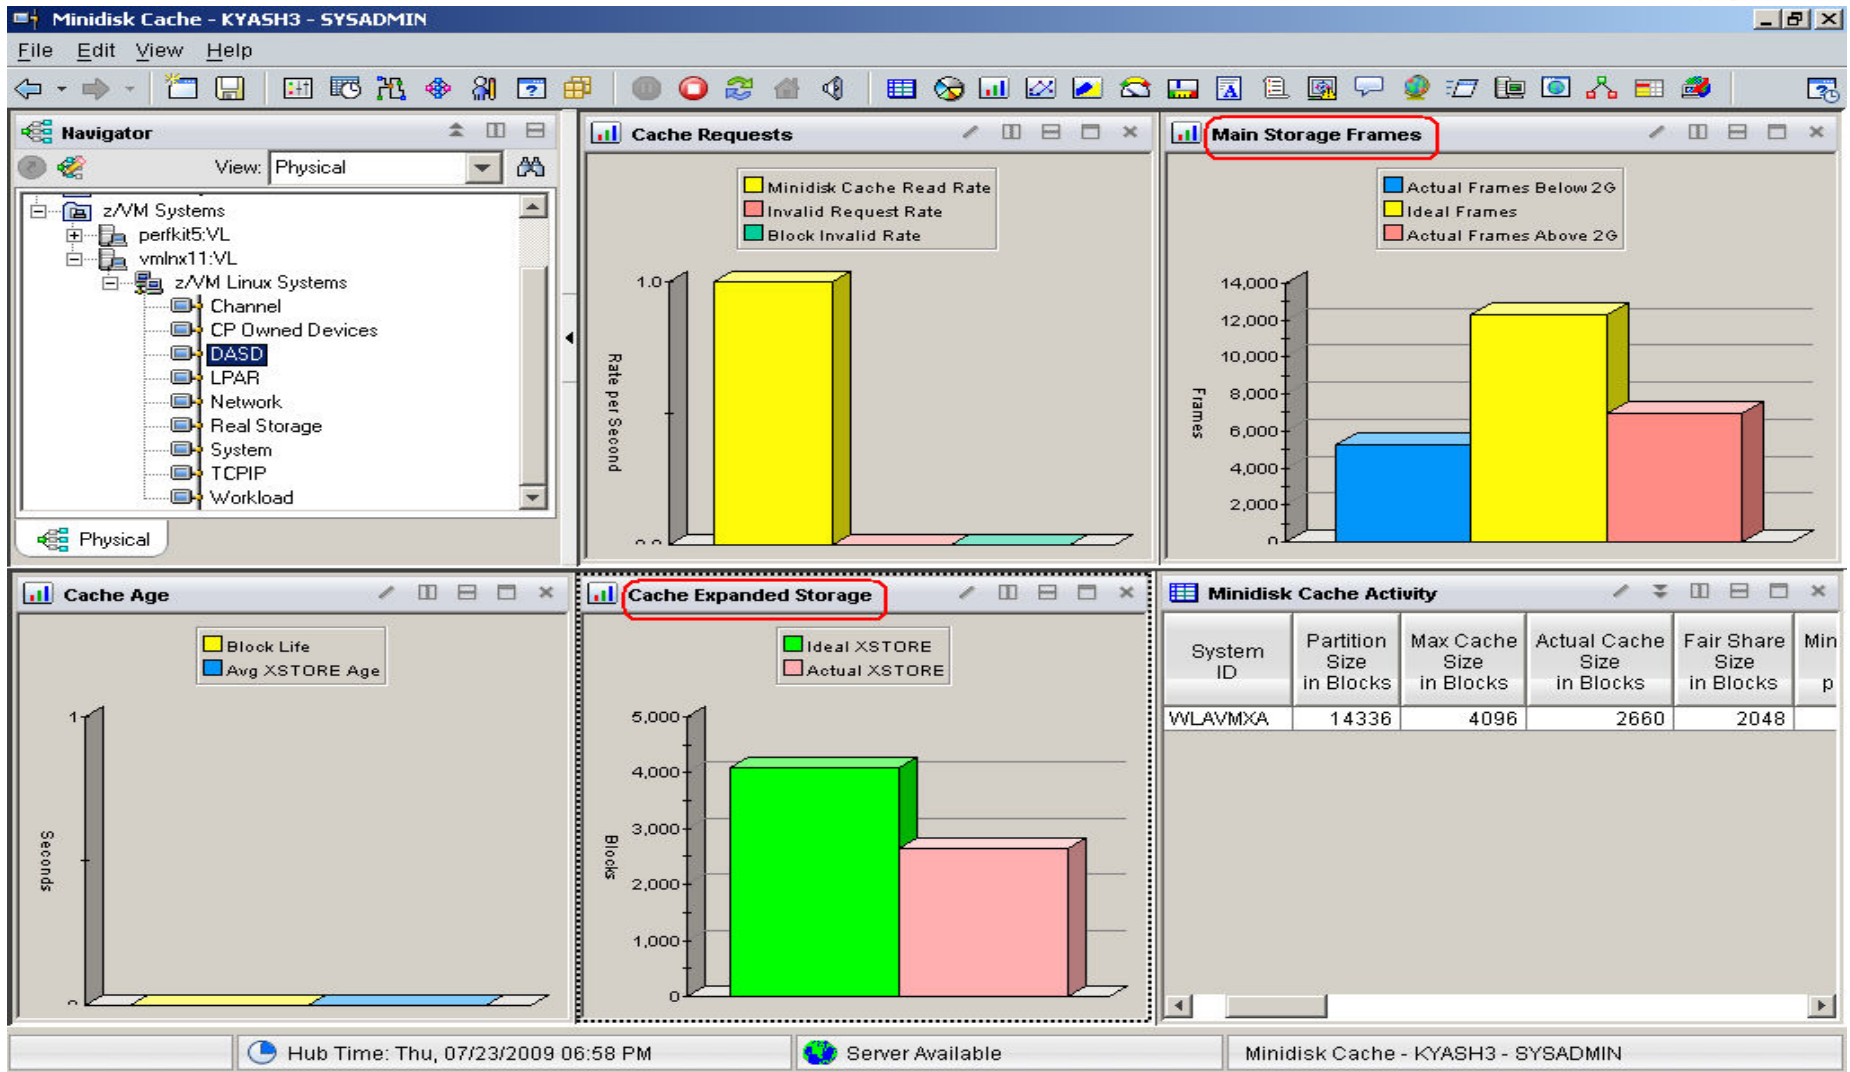 Minidisk Cache - KYASH3 - SYSADMIN
File Edit View Help
Navigator
View: Physical
z/VM Systems
perfkit5:VL
vmlnx11:VL
z/VM Linux Systems
Channel
CP Owned Devices
DASD
LPAR
Network
Real Storage
System
TCPIP
Workload
Physical
Cache Requests
Minidisk Cache Read Rate
Invalid Request Rate
Block Invalid Rate
1.0
0.0
Rate per Second
Main Storage Frames
Actual Frames Below 2G
Ideal Frames
Actual Frames Above 2G
14,000
12,000
10,000
8,000
6,000
4,000
2,000
0
Frames
Cache Age
Block Life
Avg XSTORE Age
1
0
Seconds
Cache Expanded Storage
Ideal XSTORE
Actual XSTORE
5,000
4,000
3,000
2,000
1,000
0
Blocks
Minidisk Cache Activity
System ID
Partition Size in Blocks
Max Cache Size in Blocks
Actual Cache Size in Blocks
Fair Share Size in Blocks
Min
p
WLAVMXA 14336 4096 2660 2048
Hub Time: Thu, 07/23/2009 06:58 PM
Server Available
Minidisk Cache - KYASH3 - SYSADMIN